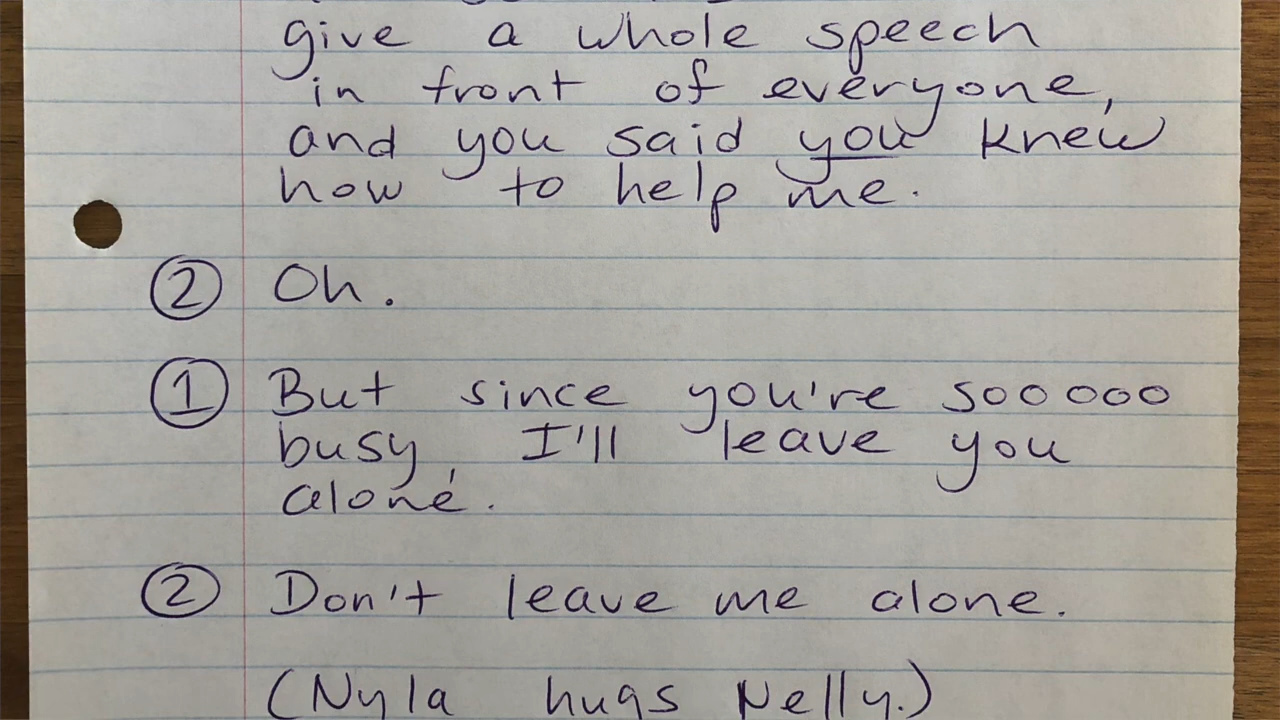 give a whole speech
in front of everyone,
and you said you knew
how to help me.
② Oh.
① But since you're sooooo
busy, I'll leave you
alone.
② Don't leave me alone.
(Nyla hugs Nelly.)